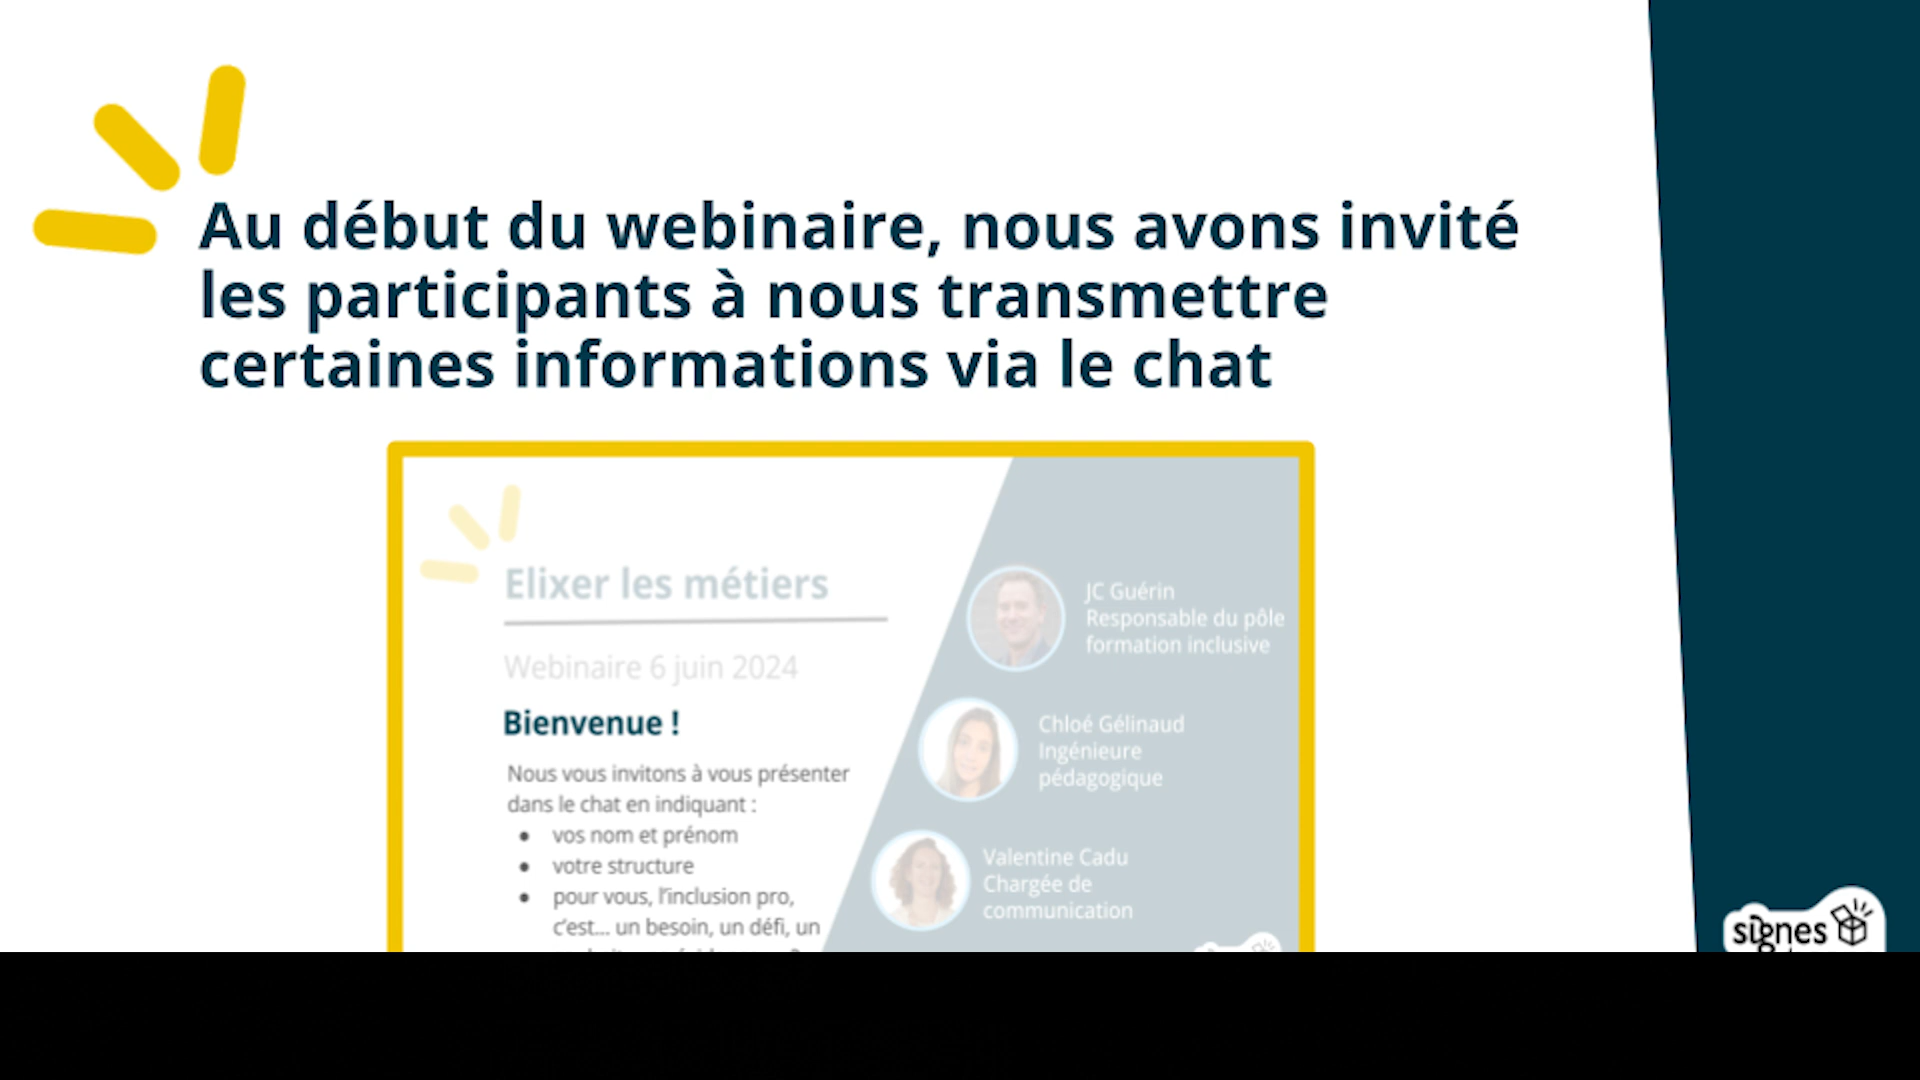 Au début du webinaire, nous avons invité
les participants à nous transmettre
certaines informations via le chat
Elixer les métiers
Webinaire 6 juin 2024
Bienvenue !
Nous vous invitons à vous présenter
dans le chat en indiquant :
• vos nom et prénom
• votre structure
• pour vous, l'inclusion pro,
c'est... un besoin, un défi, un
JC Guérin
Responsable du pôle
formation inclusive
Chloé Gélinaud
Ingénieure
pédagogique
Valentine Cadu
Chargée de
communication
signes